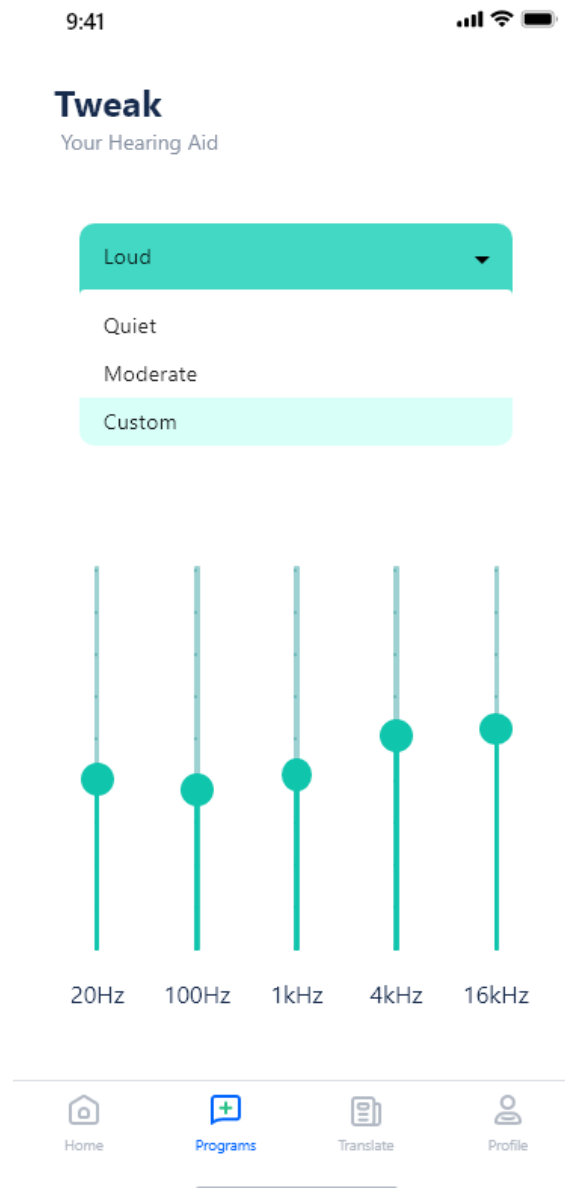 9:41
Tweak
Your Hearing Aid
Loud
Quiet
Moderate
Custom
20Hz 100Hz 1kHz 4kHz 16kHz
Home Programs Translate Profile